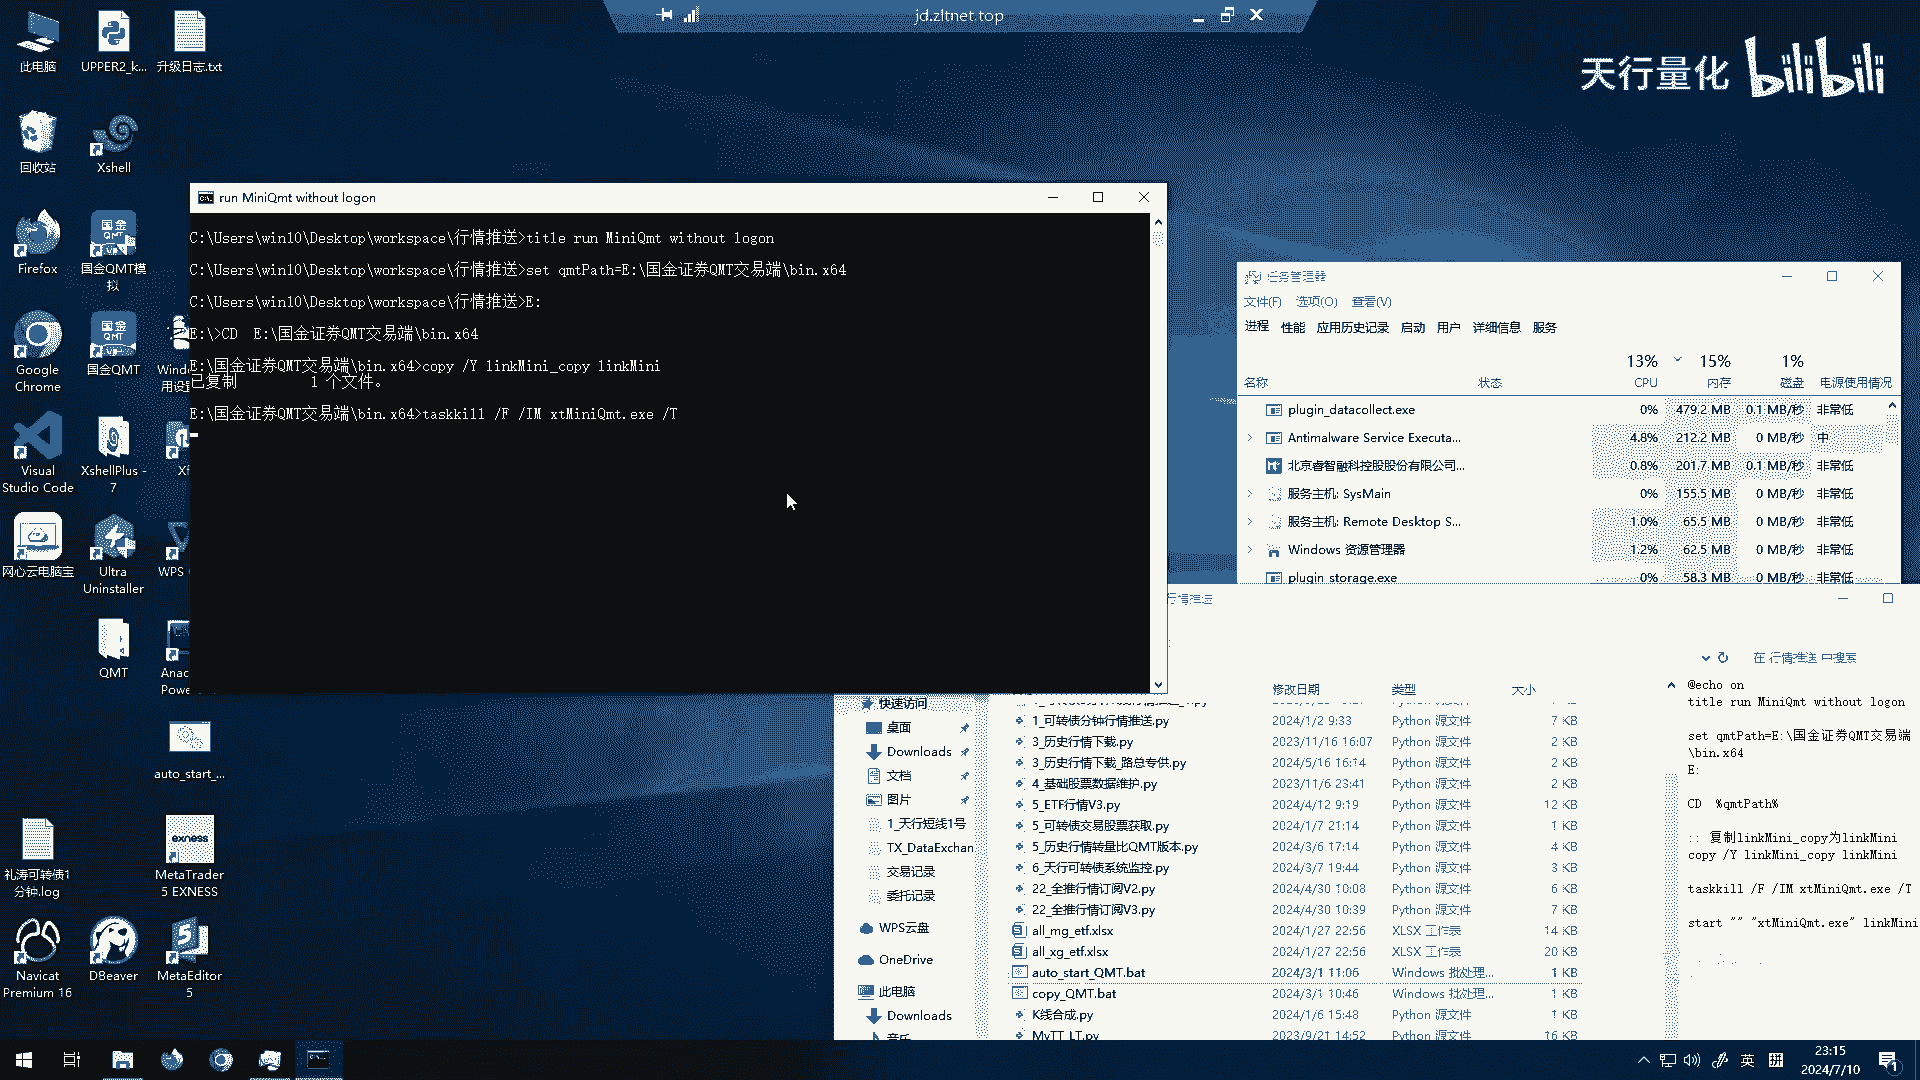 jd.zltnet.top
天行量化 bilibili
此电脑
UPPER2_k...
升级日志.txt
回收站
Xshell
Firefox
国金QMT模
拟
Google
Chrome
国金QMT
Wind
用设
Visual
Studio Code
XshellPlus -
7
Xf
网心云电脑宝
Ultra
Uninstaller
WPS
QMT
Anac
Powe
auto_start_...
礼涛可转债1
分钟.log
MetaTrader
5 EXNESS
Navicat
Premium 16
DBeaver
MetaEditor
5
run MiniQmt without logon
C:\Users\win10\Desktop\workspace\行情推送>title run MiniQmt without logon
C:\Users\win10\Desktop\workspace\行情推送>set qmtPath=E:\国金证券QMT交易端\bin.x64
C:\Users\win10\Desktop\workspace\行情推送>E:
E:\>CD  E:\国金证券QMT交易端\bin.x64
E:\国金证券QMT交易端\bin.x64>copy /Y linkMini_copy linkMini
已复制         1 个文件。
E:\国金证券QMT交易端\bin.x64>taskkill /F /IM xtMiniQmt.exe /T
任务管理器
文件(F) 选项(O) 查看(V)
进程 性能 应用历史记录 启动 用户 详细信息 服务
13% 15% 1%
名称 状态 CPU 内存 磁盘 电源使用情况
plugin_datacollect.exe 0% 479.2 MB 0.1 MB/秒 非常低
Antimalware Service Executa... 4.8% 212.2 MB 0 MB/秒 中
北京睿智融科控股股份有限公司... 0.8% 201.7 MB 0.1 MB/秒 非常低
服务主机: SysMain 0% 155.5 MB 0 MB/秒 非常低
服务主机: Remote Desktop S... 1.0% 65.5 MB 0 MB/秒 非常低
Windows 资源管理器 1.2% 62.5 MB 0 MB/秒 非常低
plugin_storage.exe 0% 58.3 MB 0 MB/秒 非常低
行情推送
在 行情推送 中搜索
修改日期 类型 大小
快速访问
桌面
Downloads
文档
图片
1_天行短线1号
TX_DataExchan
交易记录
委托记录
WPS云盘
OneDrive
此电脑
Downloads
音乐
1_可转债分钟行情推送.py 2024/1/2 9:33 Python 源文件 7 KB
3_历史行情下载.py 2023/11/16 16:07 Python 源文件 2 KB
3_历史行情下载_路总专供.py 2024/5/16 16:14 Python 源文件 2 KB
4_基础股票数据维护.py 2023/11/6 23:41 Python 源文件 2 KB
5_ETF行情V3.py 2024/4/12 9:19 Python 源文件 12 KB
5_可转债交易股票获取.py 2024/1/7 21:14 Python 源文件 1 KB
5_历史行情转量比QMT版本.py 2024/3/6 17:14 Python 源文件 4 KB
6_天行可转债系统监控.py 2024/3/7 19:44 Python 源文件 3 KB
22_全推行情订阅V2.py 2024/4/30 10:08 Python 源文件 6 KB
22_全推行情订阅V3.py 2024/4/30 10:39 Python 源文件 7 KB
all_mg_etf.xlsx 2024/1/27 22:56 XLSX 工作表 14 KB
all_xg_etf.xlsx 2024/1/27 22:56 XLSX 工作表 20 KB
auto_start_QMT.bat 2024/3/1 11:06 Windows 批处理... 1 KB
copy_QMT.bat 2024/3/1 10:46 Windows 批处理... 1 KB
K线合成.py 2024/1/6 15:48 Python 源文件 1 KB
MyTT_LT.py 2023/9/21 14:52 Python 源文件 16 KB
@echo on
title run MiniQmt without logon
set qmtPath=E:\国金证券QMT交易端
\bin.x64
E:
CD  %qmtPath%
:: 复制linkMini_copy为linkMini
copy /Y linkMini_copy linkMini
taskkill /F /IM xtMiniQmt.exe /T
start "" "xtMiniQmt.exe" linkMini
英
拼
23:15
2024/7/10
1